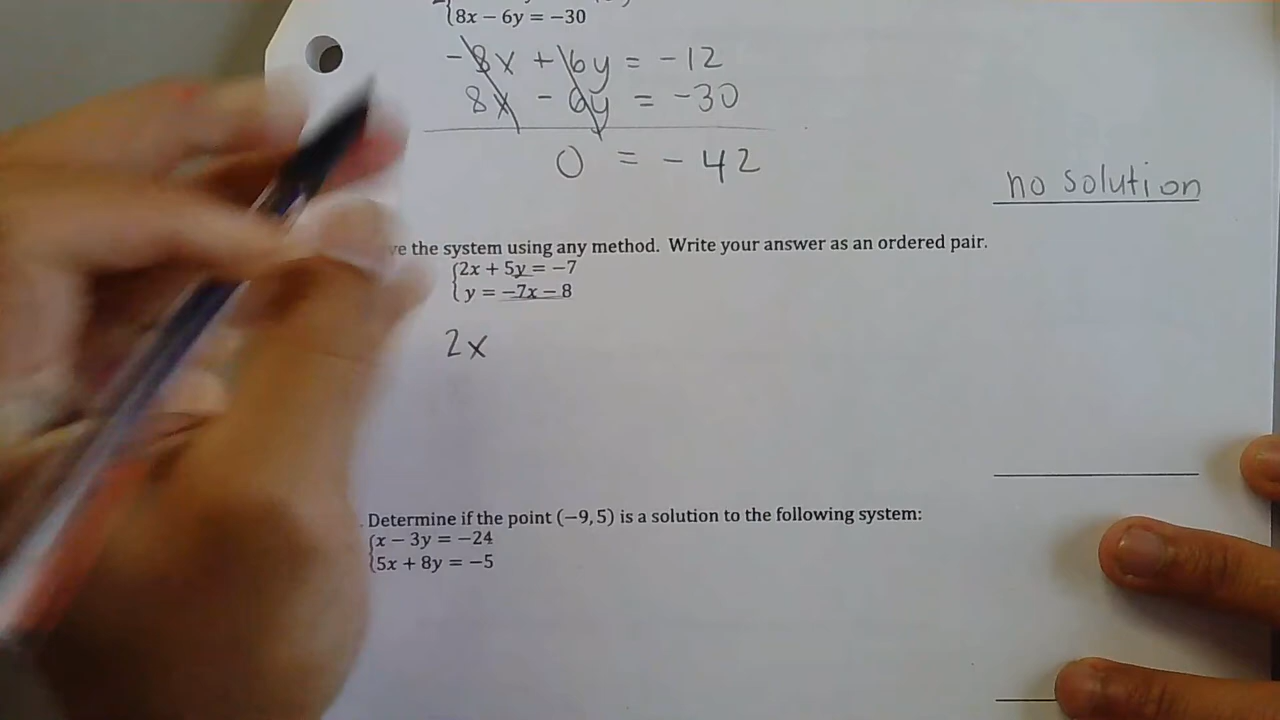 8x − 6y = −30
-8x + 6y = -12
8x - 6y = -30
0 = - 42
no solution
the system using any method. Write your answer as an ordered pair.
2x + 5y = −7
y = −7x − 8
2x
Determine if the point (−9, 5) is a solution to the following system:
x − 3y = −24
5x + 8y = −5